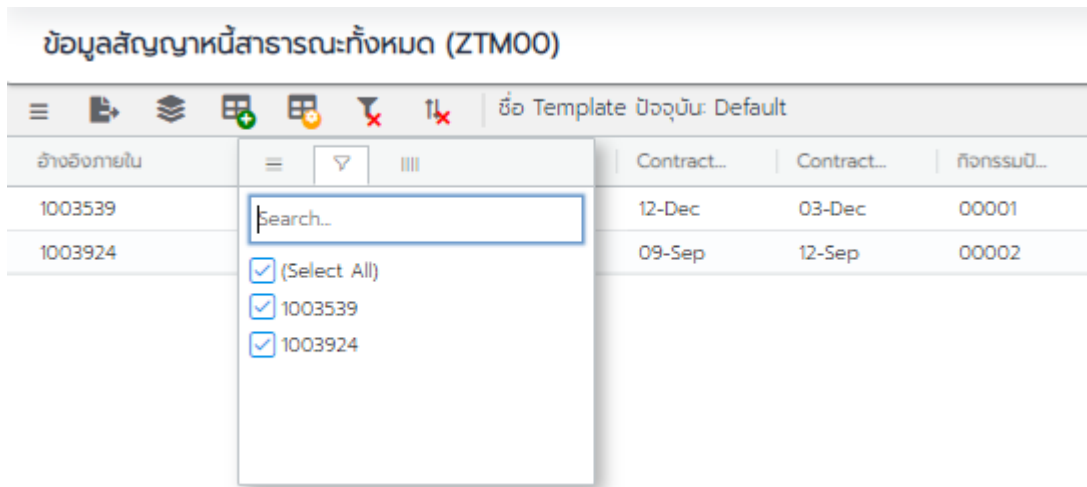 ข้อมูลสัญญาหนี้สาธารณะทั้งหมด (ZTM00)
ชื่อ Template ปัจจุบัน: Default
อ้างอิงภายใน Contract... Contract... กิจกรรมปั...
1003539 12-Dec 03-Dec 00001
1003924 09-Sep 12-Sep 00002
Search...
(Select All)
1003539
1003924